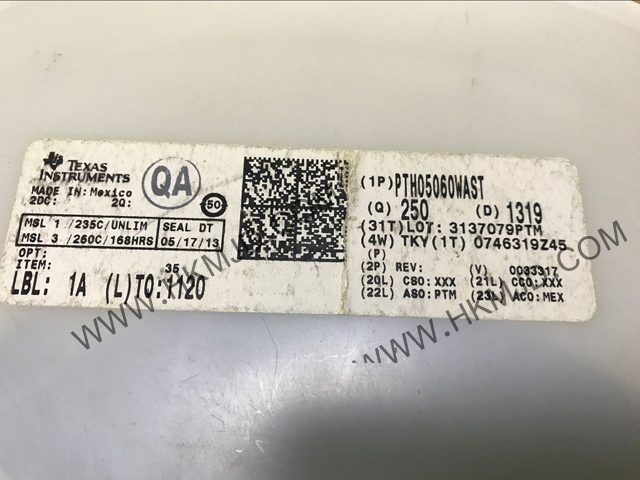 TEXAS
INSTRUMENTS
MADE IN: Mexico
2DC: 2Q:
QA
50
MSL 1 /235C/UNLIM SEAL DT
MSL 3 /260C/168HRS 05/17/13
OPT:
ITEM: 35
LBL: 1A (L)TO:1120
(1P)PTH05060WAST
(Q) 250 (D) 1319
(31T)LOT: 3137079PTM
(4W) TKY(1T) 0746319Z45
(P)
(2P) REV: (V) 0033317
(20L) CSO:XXX (21L) CCO:XXX
(22L) ASO:PTM (23L) ACO:MEX
WWW.HKMJ
WWW.HKMJD.COM